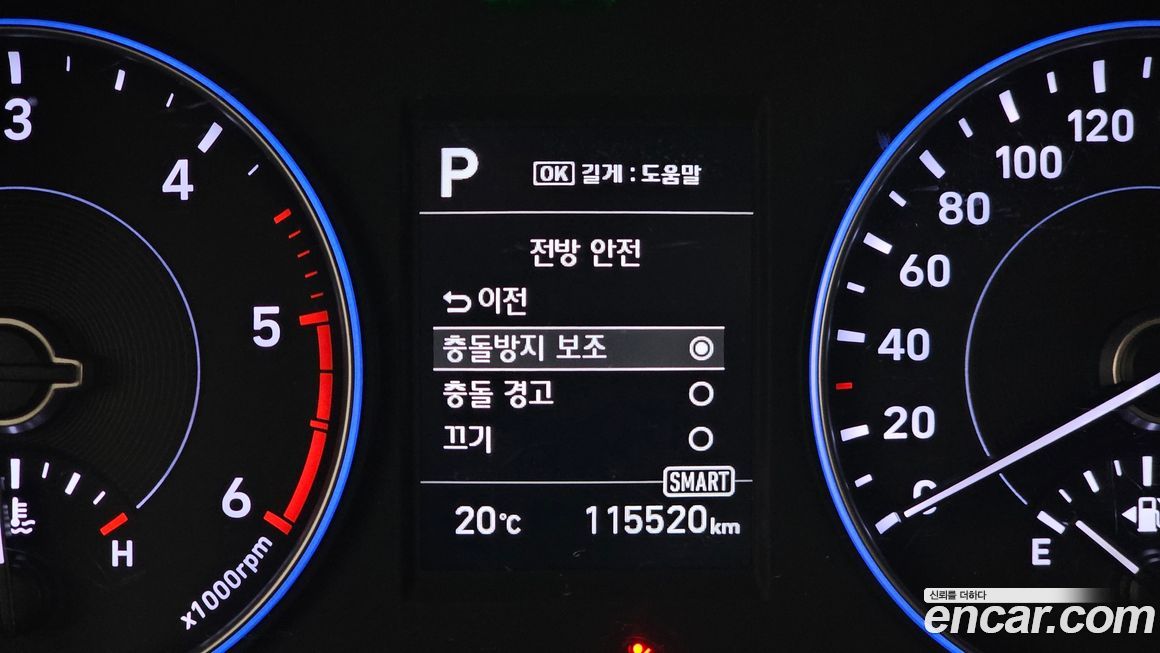 3
4
5
6
x1000rpm
H
P
OK 길게 : 도움말
전방 안전
이전
충돌방지 보조
충돌 경고
끄기
SMART
20°C 115520km
120
100
80
60
40
20
0
E
신뢰를 더하다
encar.com